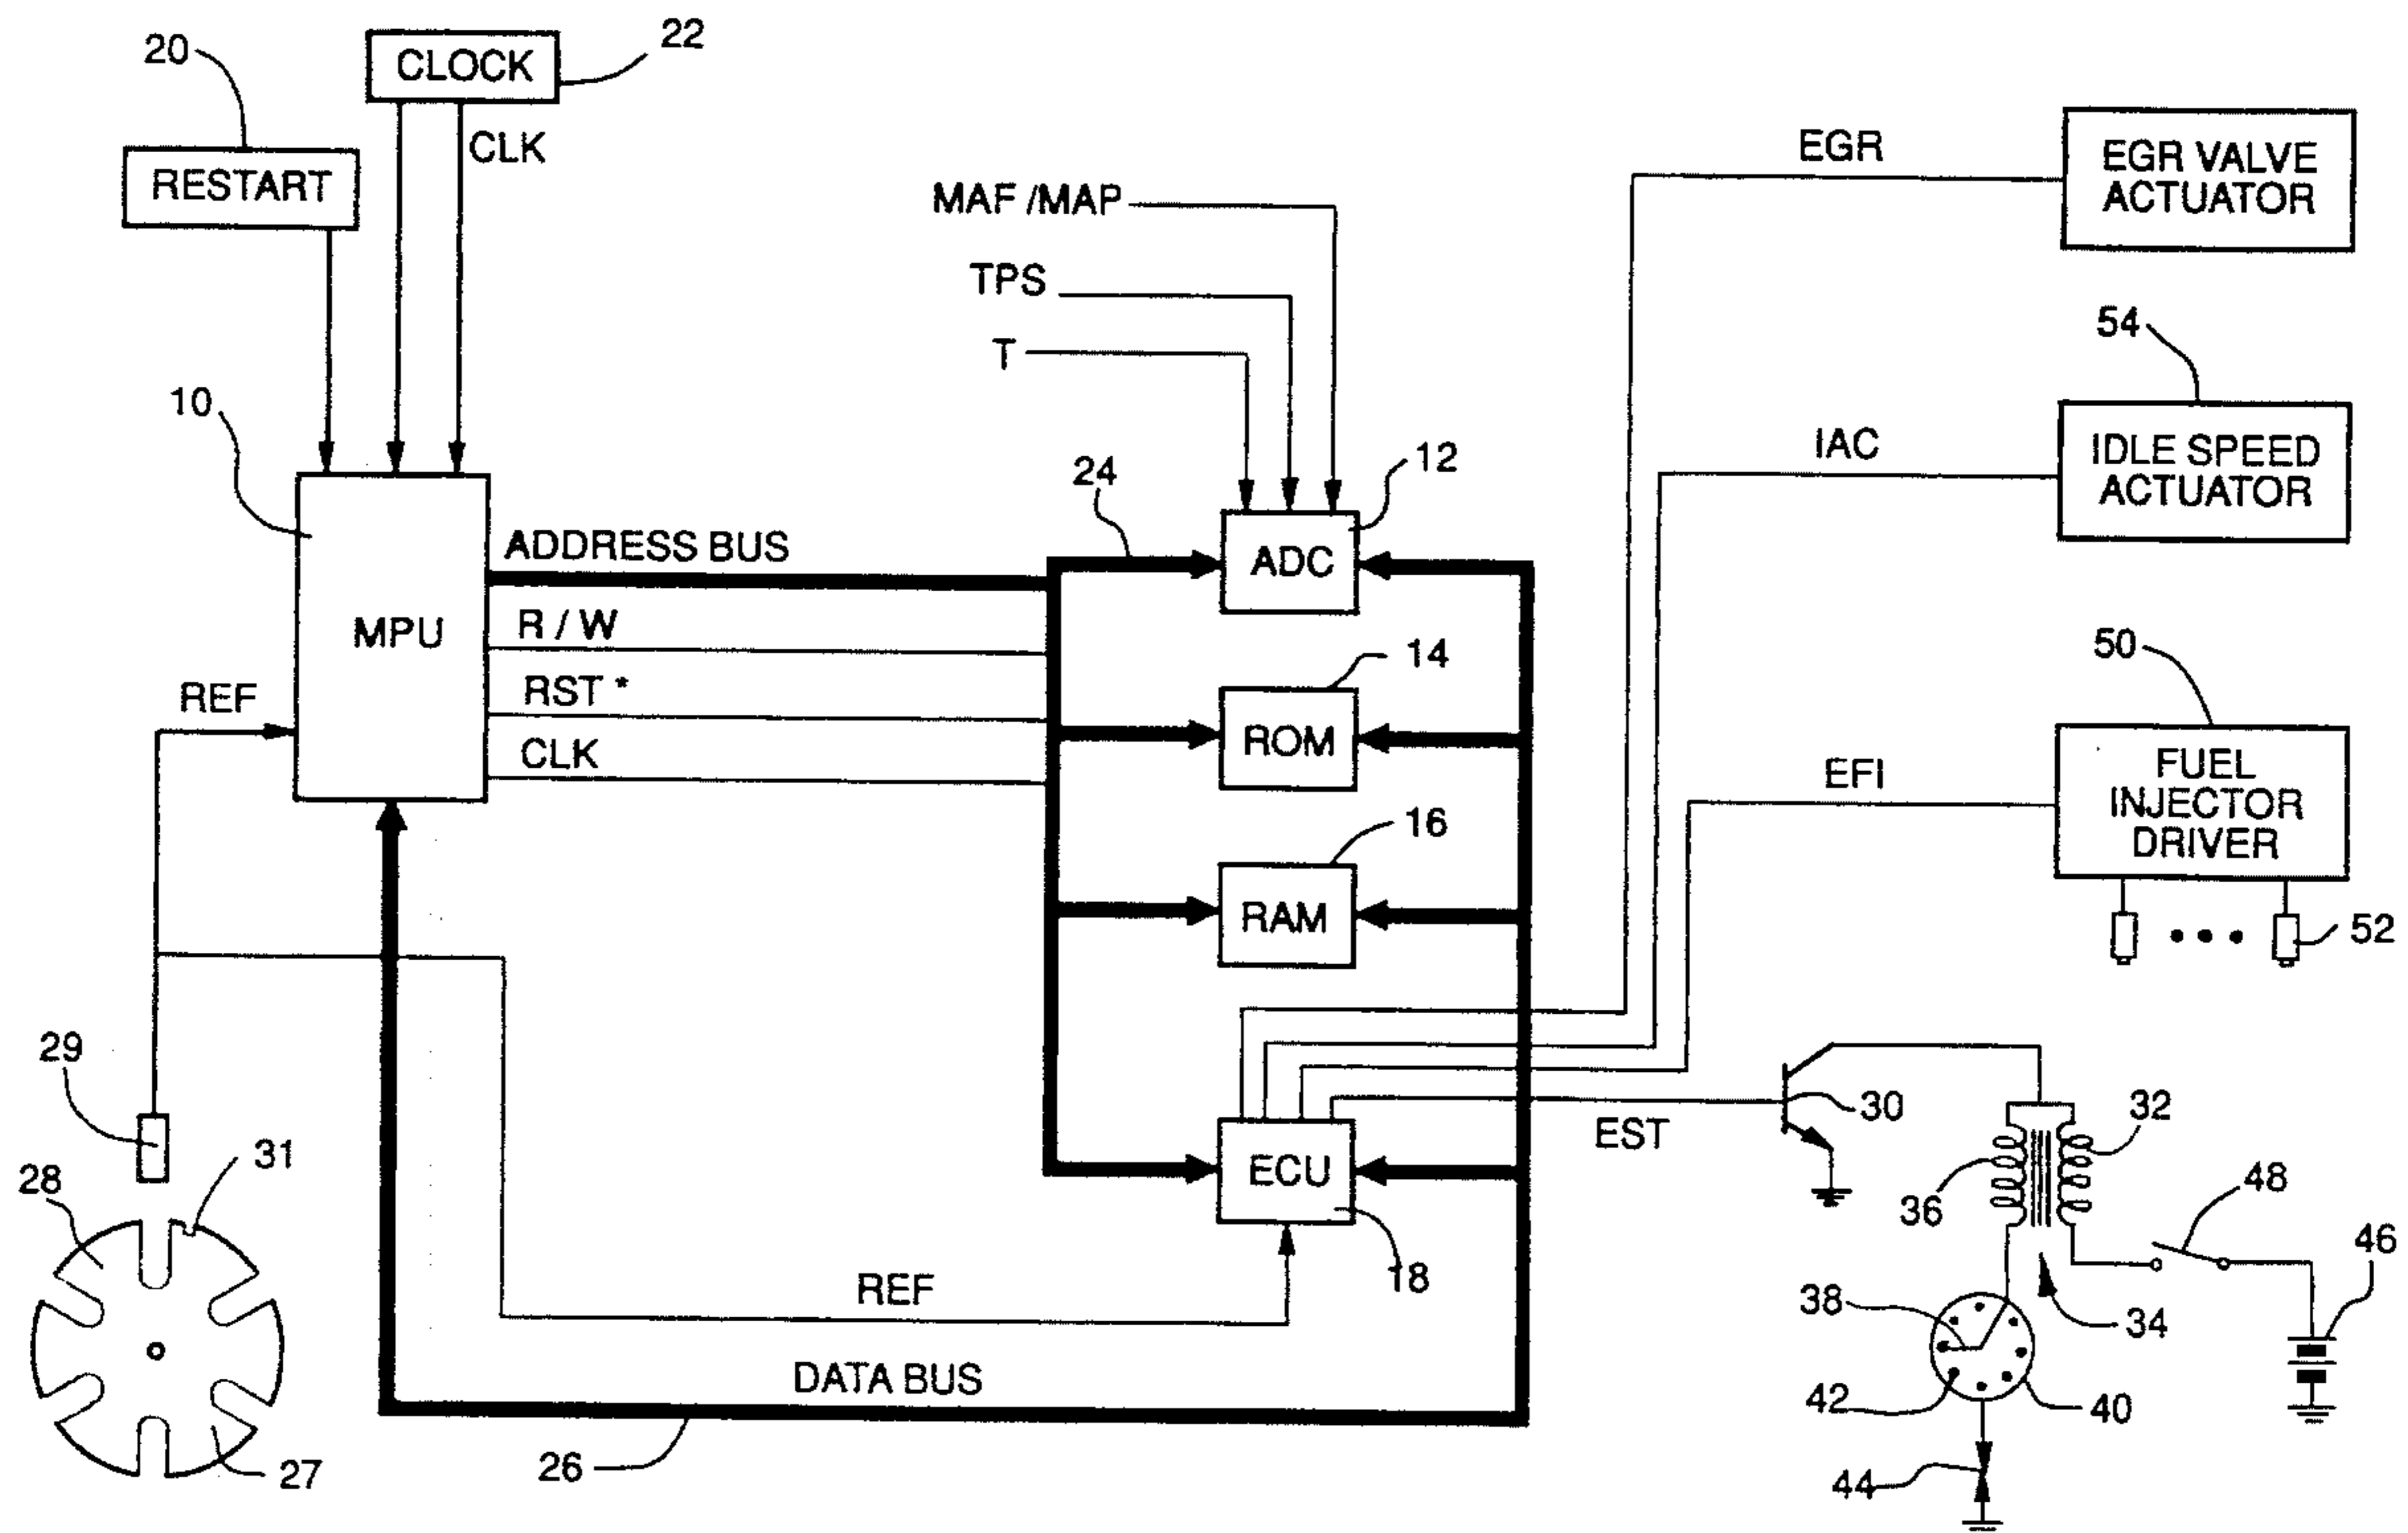 20
CLOCK
22
CLK
RESTART
EGR
EGR VALVE
ACTUATOR
MAF /MAP
TPS
T
54
10
IAC
IDLE SPEED
ACTUATOR
24
12
ADDRESS BUS
ADC
MPU
R / W
50
14
REF
RST *
ROM
CLK
EFI
FUEL
INJECTOR
DRIVER
16
RAM
52
29
31
28
ECU
EST
30
32
36
48
46
18
REF
38
34
DATA BUS
42
40
27
26
44